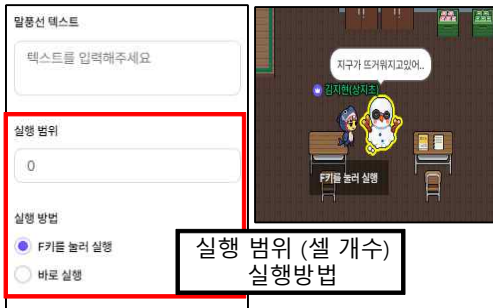 말풍선 텍스트
텍스트를 입력해주세요
실행 범위
0
실행 방법
F키를 눌러 실행
바로 실행
지구가 뜨거워지고있어..
김지현(상지초)
F키를 눌러 실행
실행 범위 (셀 개수)
실행방법